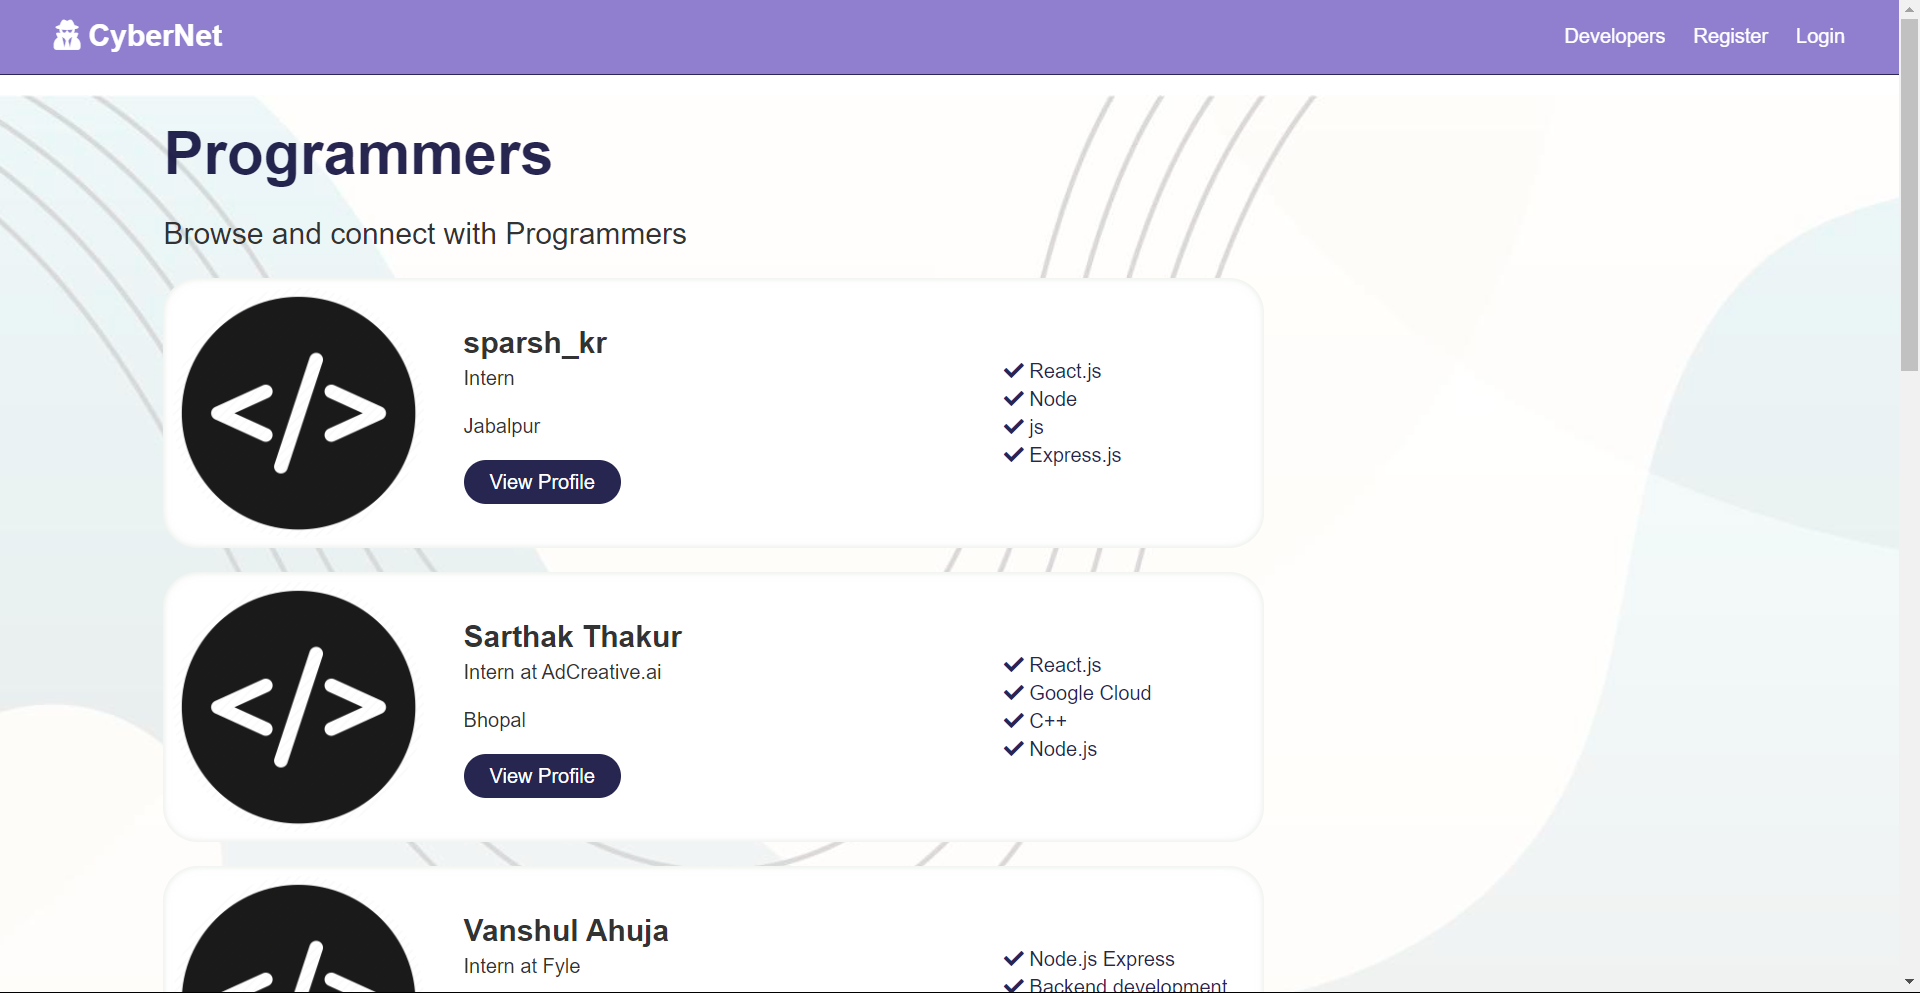 CyberNet
Developers Register Login
Programmers
Browse and connect with Programmers
sparsh_kr
Intern
Jabalpur
View Profile
React.js
Node
js
Express.js
Sarthak Thakur
Intern at AdCreative.ai
Bhopal
View Profile
React.js
Google Cloud
C++
Node.js
Vanshul Ahuja
Intern at Fyle
Node.js Express
Backend development